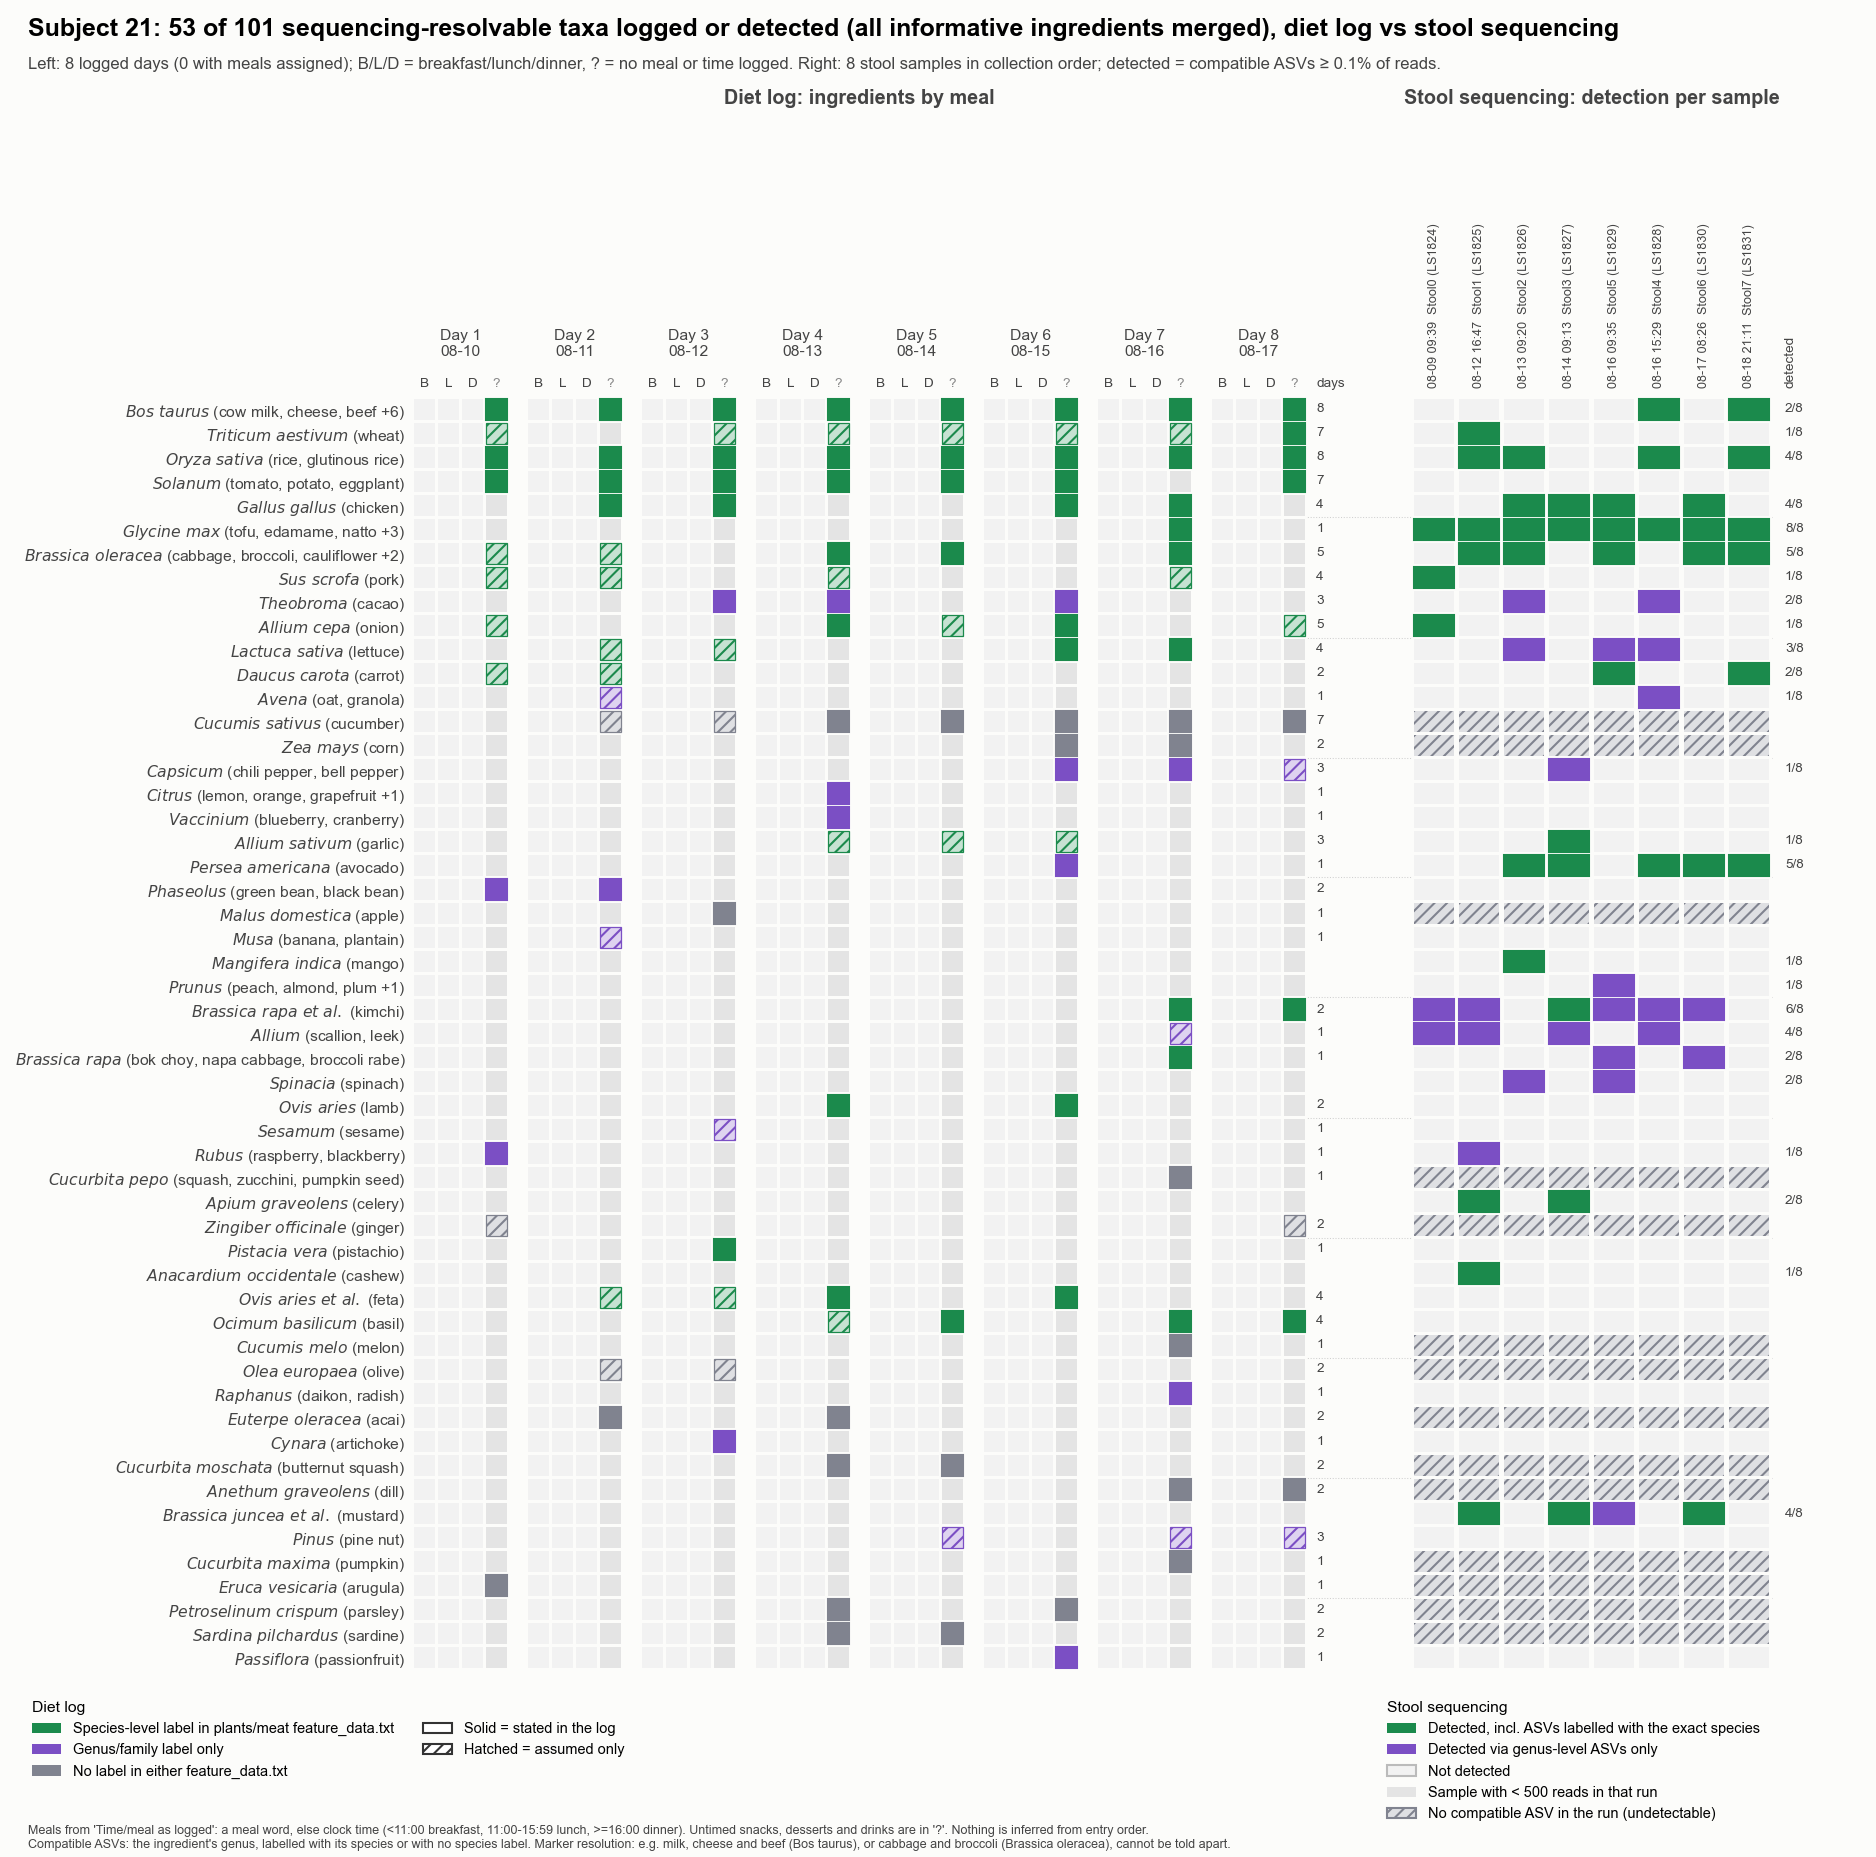 Subject 21: 53 of 101 sequencing-resolvable taxa logged or detected (all informative ingredients merged), diet log vs stool sequencing
Left: 8 logged days (0 with meals assigned); B/L/D = breakfast/lunch/dinner, ? = no meal or time logged. Right: 8 stool samples in collection order; detected = compatible ASVs ≥ 0.1% of reads.
Diet log: ingredients by meal
Stool sequencing: detection per sample
08-09 09:39 Stool0 (LS1824)
08-12 16:47 Stool1 (LS1825)
08-13 09:20 Stool2 (LS1826)
08-14 09:13 Stool3 (LS1827)
08-16 09:35 Stool5 (LS1829)
08-16 15:29 Stool4 (LS1828)
08-17 08:26 Stool6 (LS1830)
08-18 21:11 Stool7 (LS1831)
detected
Day 1 Day 2 Day 3 Day 4 Day 5 Day 6 Day 7 Day 8
08-10 08-11 08-12 08-13 08-14 08-15 08-16 08-17
B L D ? B L D ? B L D ? B L D ? B L D ? B L D ? B L D ? B L D ? days
Bos taurus (cow milk, cheese, beef +6) 8 2/8
Triticum aestivum (wheat) 7 1/8
Oryza sativa (rice, glutinous rice) 8 4/8
Solanum (tomato, potato, eggplant) 7
Gallus gallus (chicken) 4 4/8
Glycine max (tofu, edamame, natto +3) 1 8/8
Brassica oleracea (cabbage, broccoli, cauliflower +2) 5 5/8
Sus scrofa (pork) 4 1/8
Theobroma (cacao) 3 2/8
Allium cepa (onion) 5 1/8
Lactuca sativa (lettuce) 4 3/8
Daucus carota (carrot) 2 2/8
Avena (oat, granola) 1 1/8
Cucumis sativus (cucumber) 7
Zea mays (corn) 2
Capsicum (chili pepper, bell pepper) 3 1/8
Citrus (lemon, orange, grapefruit +1) 1
Vaccinium (blueberry, cranberry) 1
Allium sativum (garlic) 3 1/8
Persea americana (avocado) 1 5/8
Phaseolus (green bean, black bean) 2
Malus domestica (apple) 1
Musa (banana, plantain) 1
Mangifera indica (mango) 1/8
Prunus (peach, almond, plum +1) 1/8
Brassica rapa et al. (kimchi) 2 6/8
Allium (scallion, leek) 1 4/8
Brassica rapa (bok choy, napa cabbage, broccoli rabe) 1 2/8
Spinacia (spinach) 2/8
Ovis aries (lamb) 2
Sesamum (sesame) 1
Rubus (raspberry, blackberry) 1 1/8
Cucurbita pepo (squash, zucchini, pumpkin seed) 1
Apium graveolens (celery) 2/8
Zingiber officinale (ginger) 2
Pistacia vera (pistachio) 1
Anacardium occidentale (cashew) 1/8
Ovis aries et al. (feta) 4
Ocimum basilicum (basil) 4
Cucumis melo (melon) 1
Olea europaea (olive) 2
Raphanus (daikon, radish) 1
Euterpe oleracea (acai) 2
Cynara (artichoke) 1
Cucurbita moschata (butternut squash) 2
Anethum graveolens (dill) 2
Brassica juncea et al. (mustard) 4/8
Pinus (pine nut) 3
Cucurbita maxima (pumpkin) 1
Eruca vesicaria (arugula) 1
Petroselinum crispum (parsley) 2
Sardina pilchardus (sardine) 2
Passiflora (passionfruit) 1
Diet log
Species-level label in plants/meat feature_data.txt
Genus/family label only
No label in either feature_data.txt
Solid = stated in the log
Hatched = assumed only
Stool sequencing
Detected, incl. ASVs labelled with the exact species
Detected via genus-level ASVs only
Not detected
Sample with < 500 reads in that run
No compatible ASV in the run (undetectable)
Meals from 'Time/meal as logged': a meal word, else clock time (<11:00 breakfast, 11:00-15:59 lunch, >=16:00 dinner). Untimed snacks, desserts and drinks are in '?'. Nothing is inferred from entry order.
Compatible ASVs: the ingredient's genus, labelled with its species or with no species label. Marker resolution: e.g. milk, cheese and beef (Bos taurus), or cabbage and broccoli (Brassica oleracea), cannot be told apart.